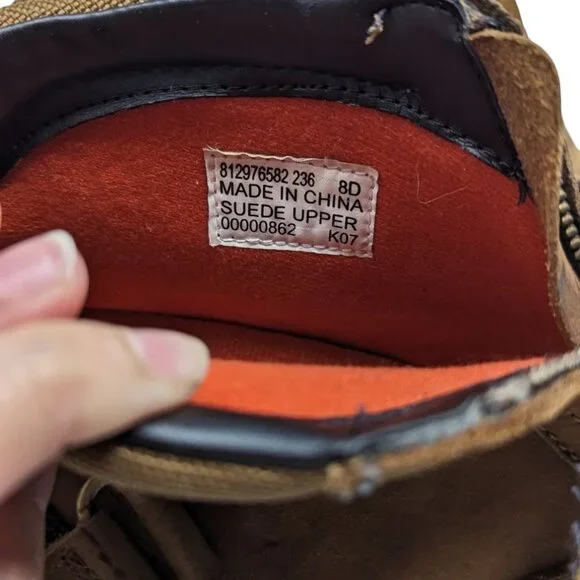 812976582 236 8D
MADE IN CHINA
SUEDE UPPER
00000862 K07